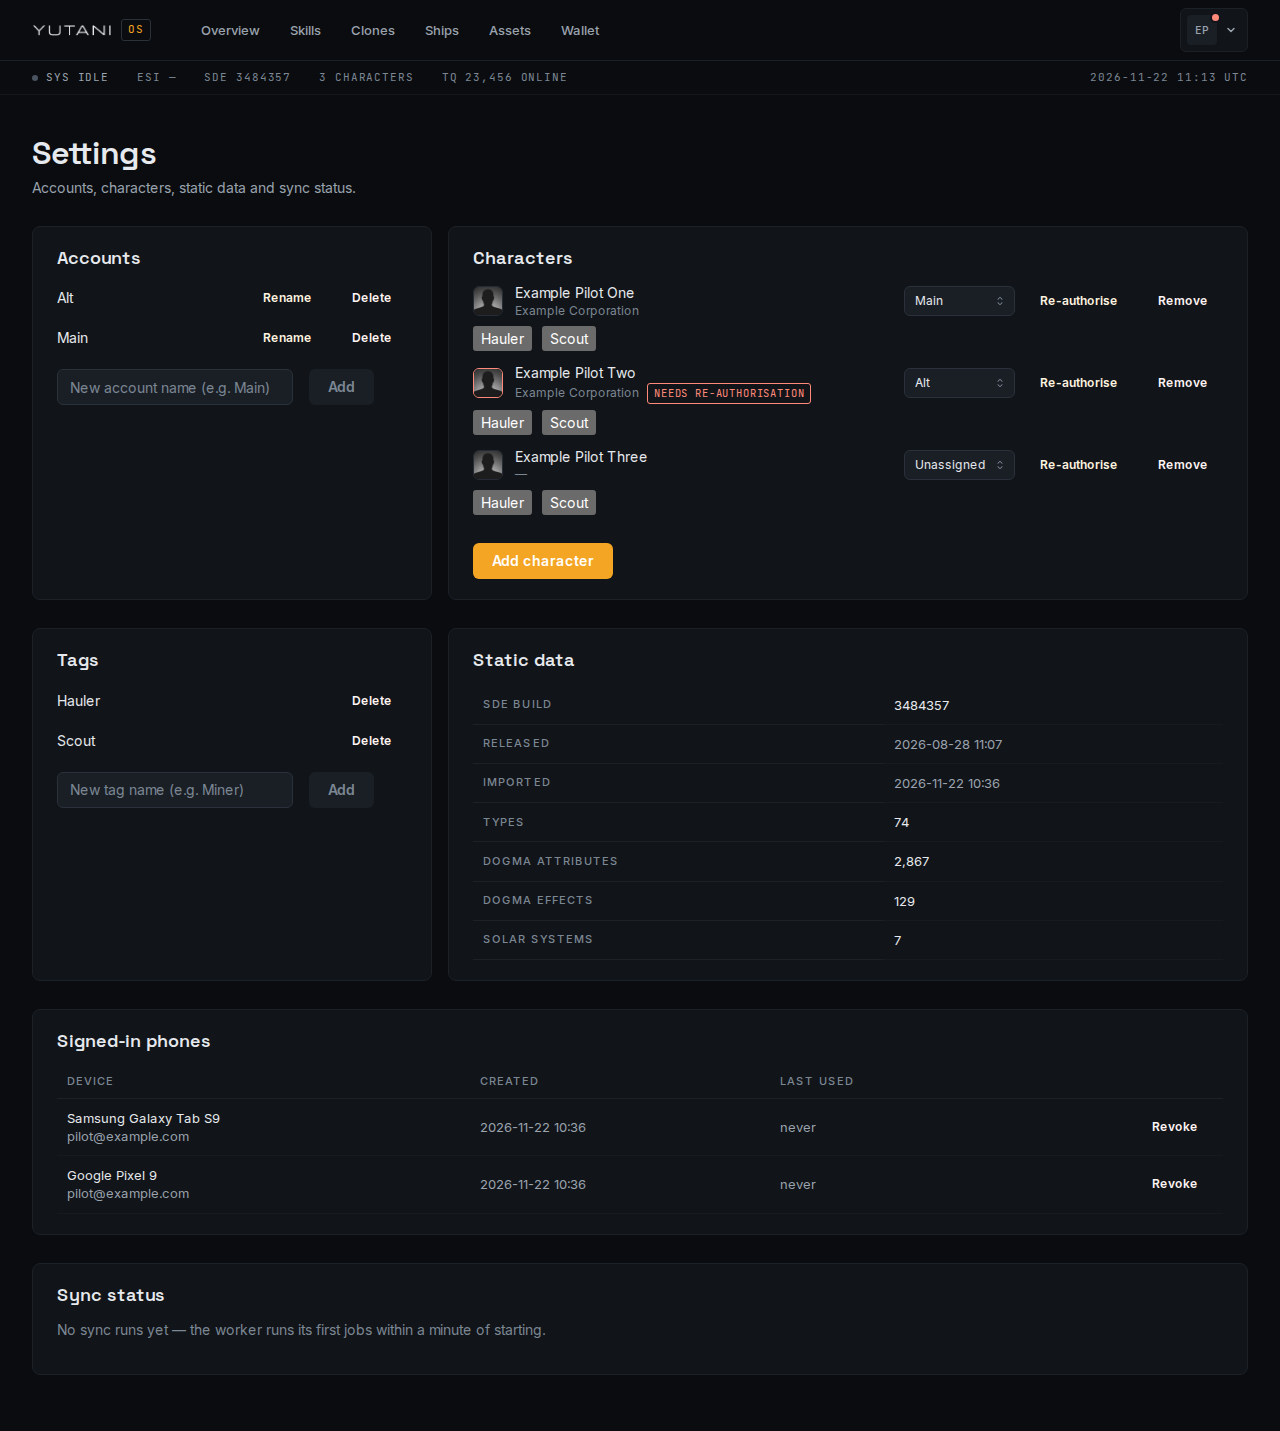 YUTANI OS Overview Skills Clones Ships Assets Wallet EP
SYS IDLE ESI — SDE 3484357 3 CHARACTERS TQ 23,456 ONLINE 2026-11-22 11:13 UTC
Settings
Accounts, characters, static data and sync status.
Accounts
Alt Rename Delete
Main Rename Delete
New account name (e.g. Main) Add
Characters
Example Pilot One
Example Corporation
Main Re-authorise Remove
Hauler Scout
Example Pilot Two
Example Corporation NEEDS RE-AUTHORISATION
Alt Re-authorise Remove
Hauler Scout
Example Pilot Three
—
Unassigned Re-authorise Remove
Hauler Scout
Add character
Tags
Hauler Delete
Scout Delete
New tag name (e.g. Miner) Add
Static data
SDE BUILD 3484357
RELEASED 2026-08-28 11:07
IMPORTED 2026-11-22 10:36
TYPES 74
DOGMA ATTRIBUTES 2,867
DOGMA EFFECTS 129
SOLAR SYSTEMS 7
Signed-in phones
DEVICE CREATED LAST USED
Samsung Galaxy Tab S9
pilot@example.com
2026-11-22 10:36 never Revoke
Google Pixel 9
pilot@example.com
2026-11-22 10:36 never Revoke
Sync status
No sync runs yet — the worker runs its first jobs within a minute of starting.